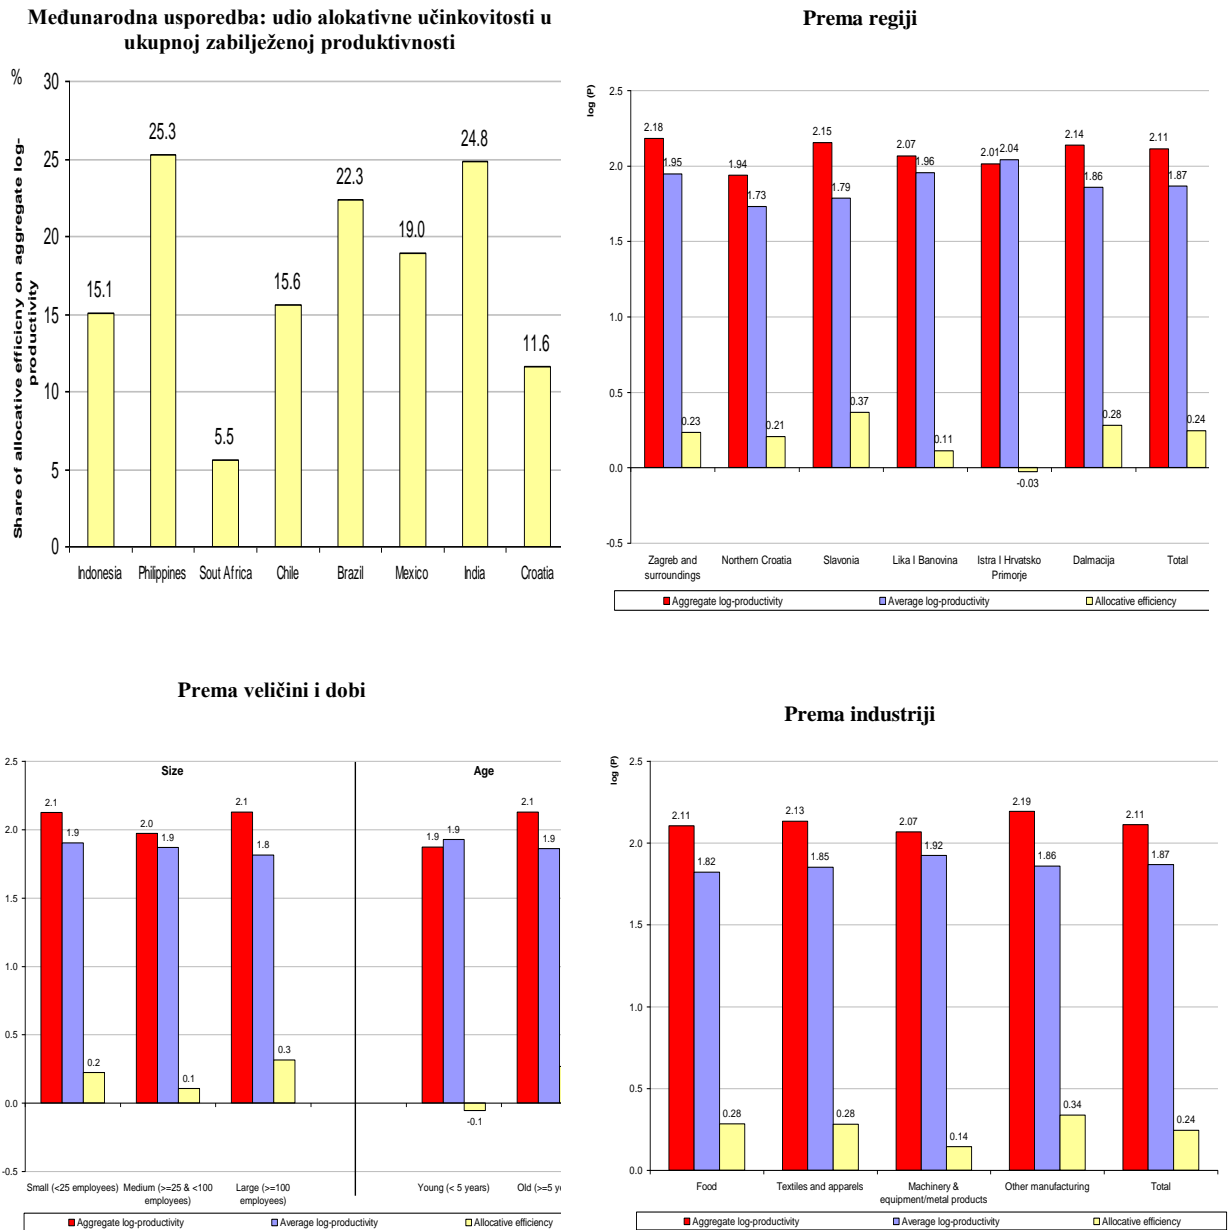 Međunarodna usporedba: udio alokativne učinkovitosti u
ukupnoj zabilježenoj produktivnosti
%
Share of allocative efficicny on aggregate log-
productivity
30
25
20
15
10
5
0
15.1
25.3
5.5
15.6
22.3
19.0
24.8
11.6
Indonesia Philippines Sout Africa Chile Brazil Mexico India Croatia
Prema regiji
log (P)
2.5
2.0
1.5
1.0
0.5
0.0
-0.5
2.18 1.95 0.23
1.94 1.73 0.21
2.15 1.79 0.37
2.07 1.96 0.11
2.01 2.04 -0.03
2.14 1.86 0.28
2.11 1.87 0.24
Zagreb and Northern Croatia Slavonia Lika I Banovina Istra I Hrvatsko Dalmacija Total
surroundings Primorje
Aggregate log-productivity Average log-productivity Allocative efficiency
Prema veličini i dobi
Size Age
2.5
2.0
1.5
1.0
0.5
0.0
-0.5
2.1 1.9 0.2
2.0 1.9 0.1
2.1 1.8 0.3
1.9 1.9 -0.1
2.1 1.9
Small (<25 employees) Medium (>=25 & <100 Large (>=100 Young (< 5 years) Old (>=5 ye
employees) employees)
Aggregate log-productivity Average log-productivity Allocative efficiency
Prema industriji
log (P)
2.5
2.0
1.5
1.0
0.5
0.0
2.11 1.82 0.28
2.13 1.85 0.28
2.07 1.92 0.14
2.19 1.86 0.34
2.11 1.87 0.24
Food Textiles and apparels Machinery & Other manufacturing Total
equipment/metal products
Aggregate log-productivity Average log-productivity Allocative efficiency